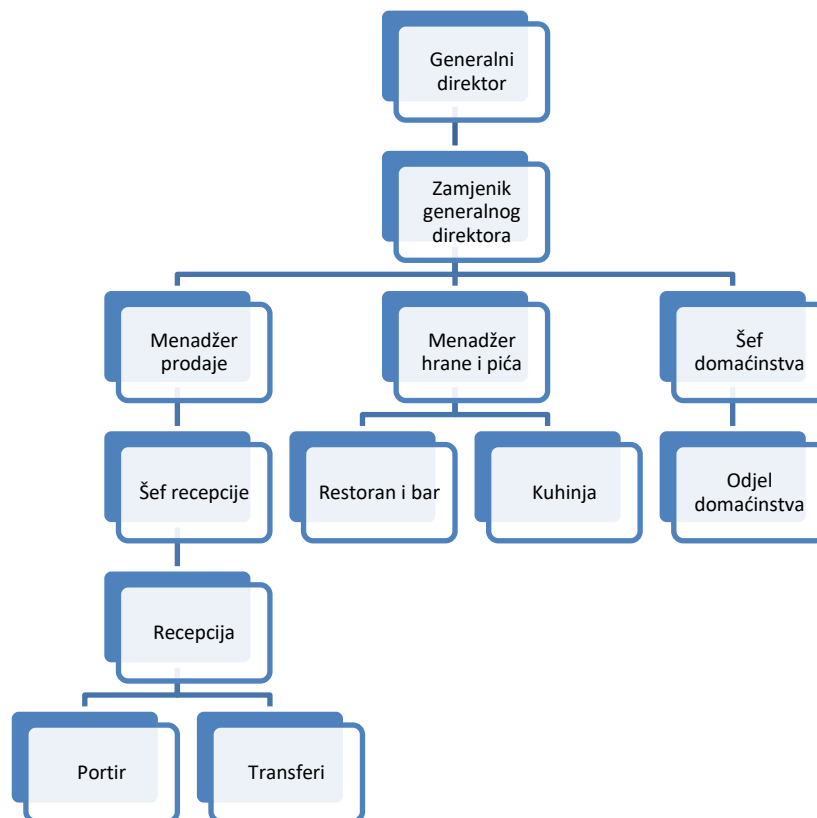 Generalni
direktor
Zamjenik
generalnog
direktora
Menadžer
prodaje
Menadžer
hrane i pića
Šef
domaćinstva
Šef recepcije
Restoran i bar
Kuhinja
Odjel
domaćinstva
Recepcija
Portir
Transferi